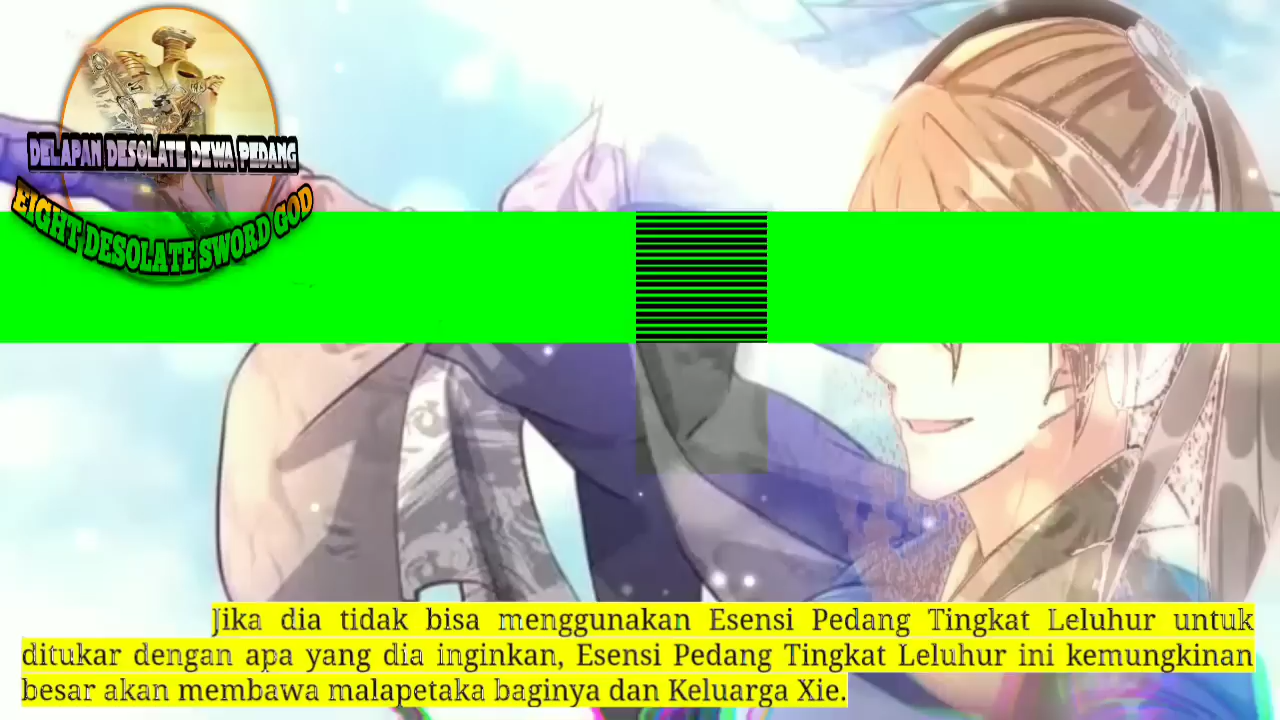 DELAPAN DESOLATE DEWA PEDANG
EIGHT DESOLATE SWORD GOD
Jika dia tidak bisa menggunakan Esensi Pedang Tingkat Leluhur untuk
ditukar dengan apa yang dia inginkan, Esensi Pedang Tingkat Leluhur ini kemungkinan
besar akan membawa malapetaka baginya dan Keluarga Xie.